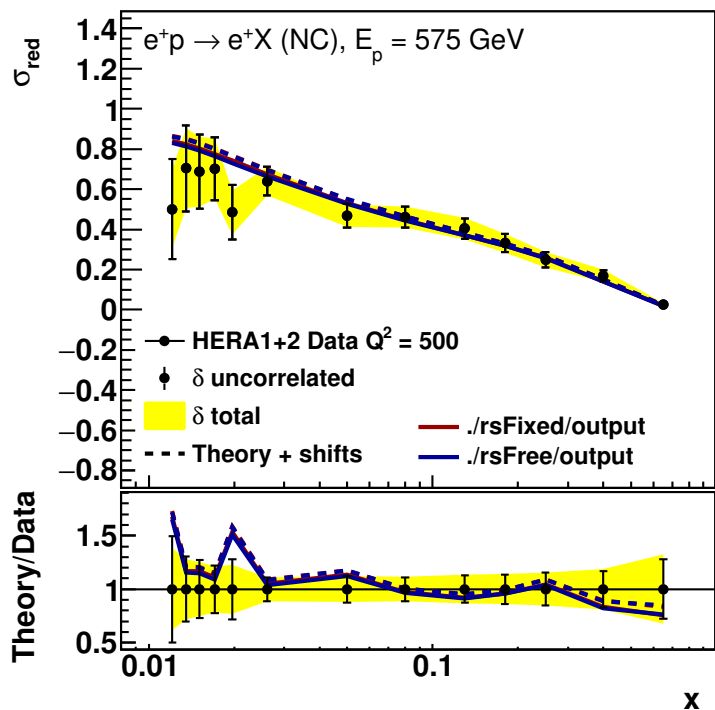 e⁺p → e⁺X (NC), E_p = 575 GeV
σ_red
1.4
1.2
1
0.8
0.6
0.4
0.2
0
−0.2
−0.4
−0.6
−0.8
HERA1+2 Data Q² = 500
δ uncorrelated
δ total
Theory + shifts
./rsFixed/output
./rsFree/output
Theory/Data
1.5
1
0.5
0.01
0.1
x